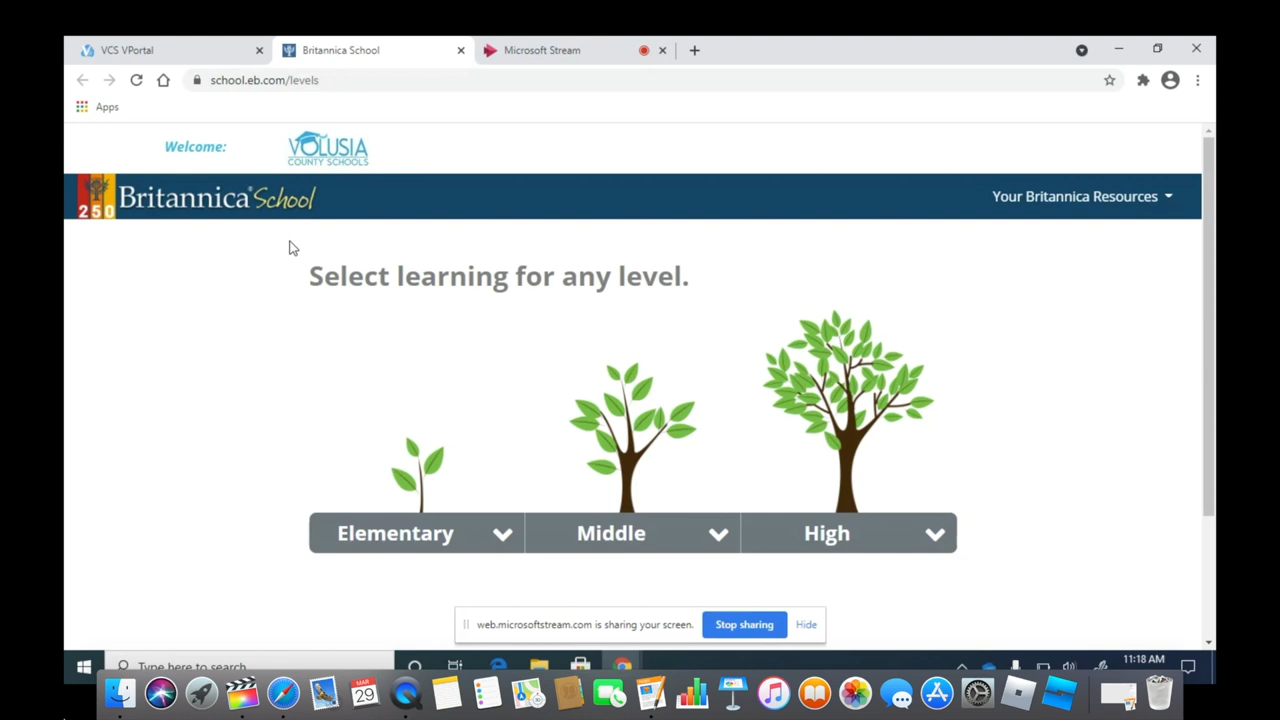 VCS VPortal
Britannica School
Microsoft Stream
school.eb.com/levels
Apps
Welcome:
VOLUSIA
COUNTY SCHOOLS
250
Britannica® School
Your Britannica Resources
Select learning for any level.
Elementary
Middle
High
web.microsoftstream.com is sharing your screen.
Stop sharing
Hide
Type here to search
11:18 AM
MAR
29